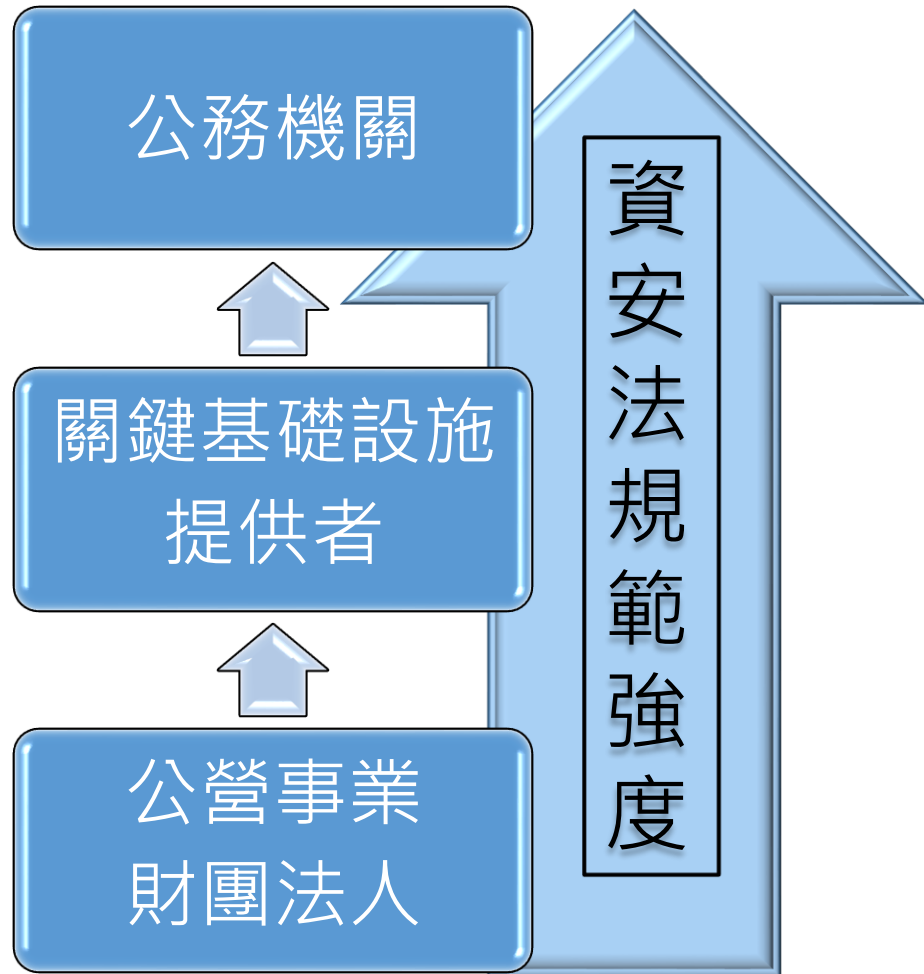 公務機關
關鍵基礎設施
提供者
公營事業
財團法人
資安法規範強度